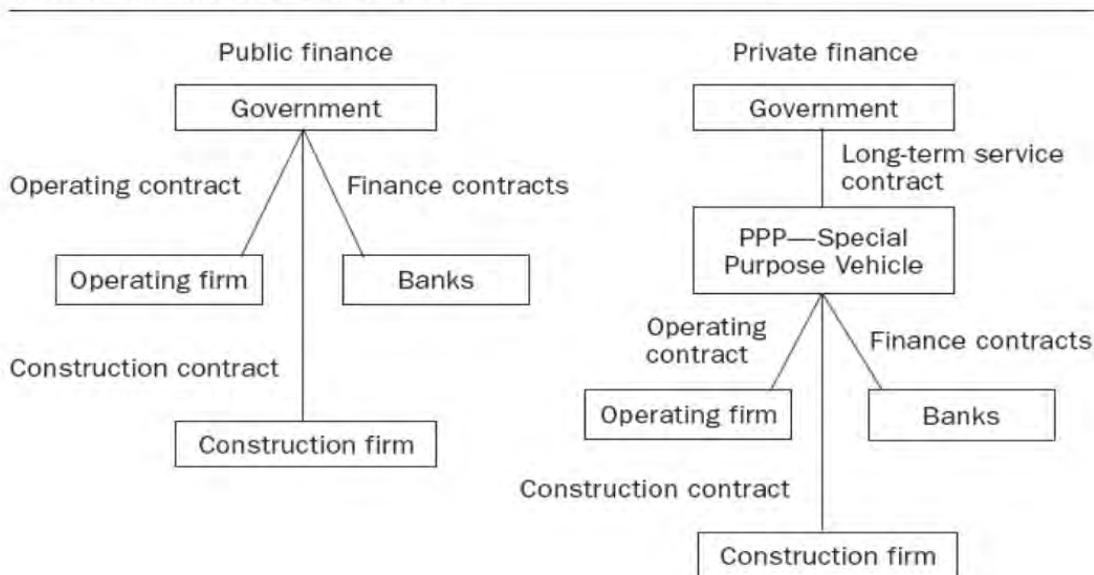 Public finance
Government
Operating contract
Finance contracts
Operating firm
Banks
Construction contract
Construction firm
Private finance
Government
Long-term service
contract
PPP—Special
Purpose Vehicle
Operating
contract
Finance contracts
Operating firm
Banks
Construction contract
Construction firm